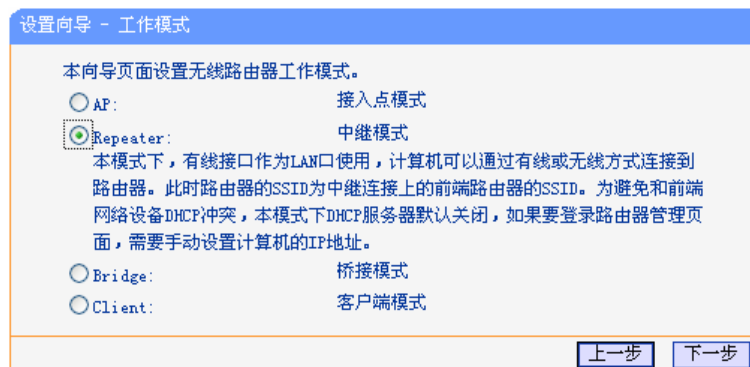 设置向导 - 工作模式
本向导页面设置无线路由器工作模式。
AP: 接入点模式
Repeater: 中继模式
本模式下，有线接口作为LAN口使用，计算机可以通过有线或无线方式连接到
路由器。此时路由器的SSID为中继连接上的前端路由器的SSID。为避免和前端
网络设备DHCP冲突，本模式下DHCP服务器默认关闭，如果要登录路由器管理页
面，需要手动设置计算机的IP地址。
Bridge: 桥接模式
Client: 客户端模式
上一步 下一步